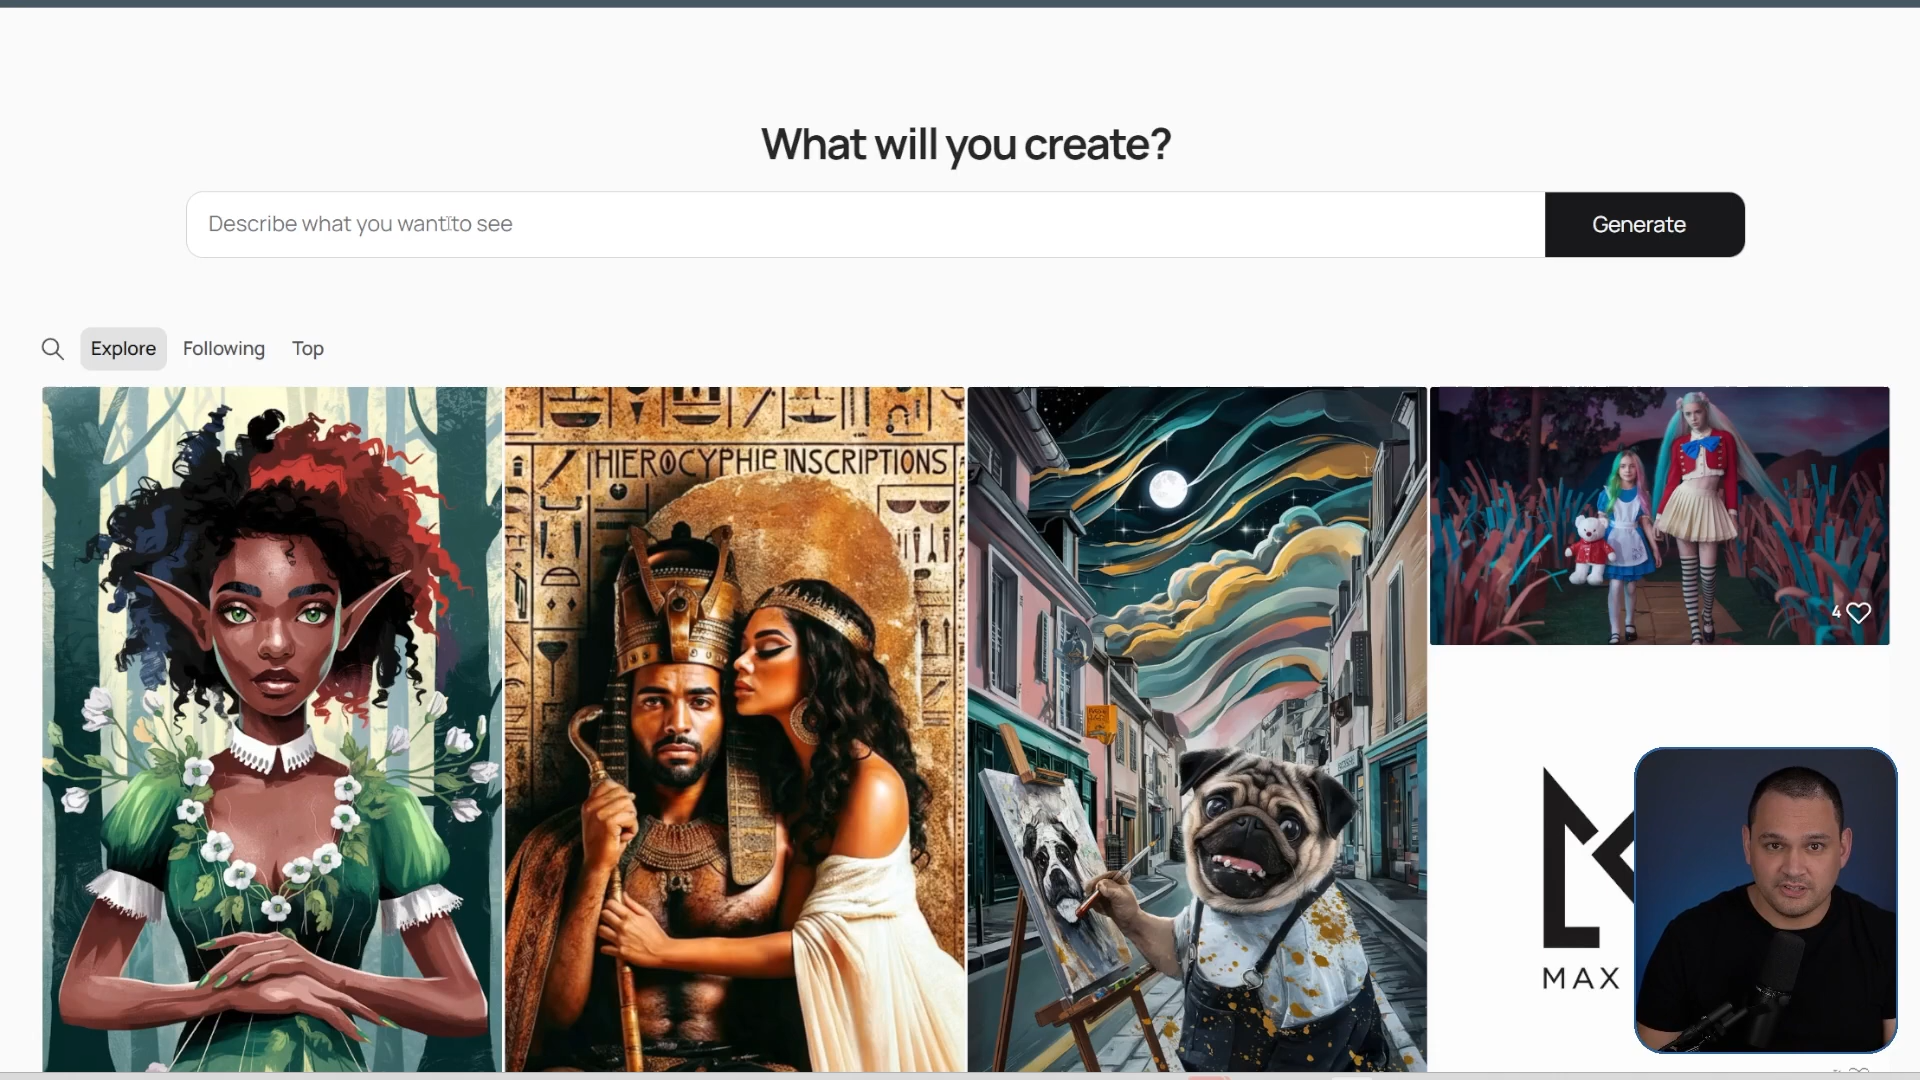 What will you create?
Describe what you want to see
Generate
Explore
Following
Top
HIEROCYPHIE INSCRIPTIONS
4
MAX